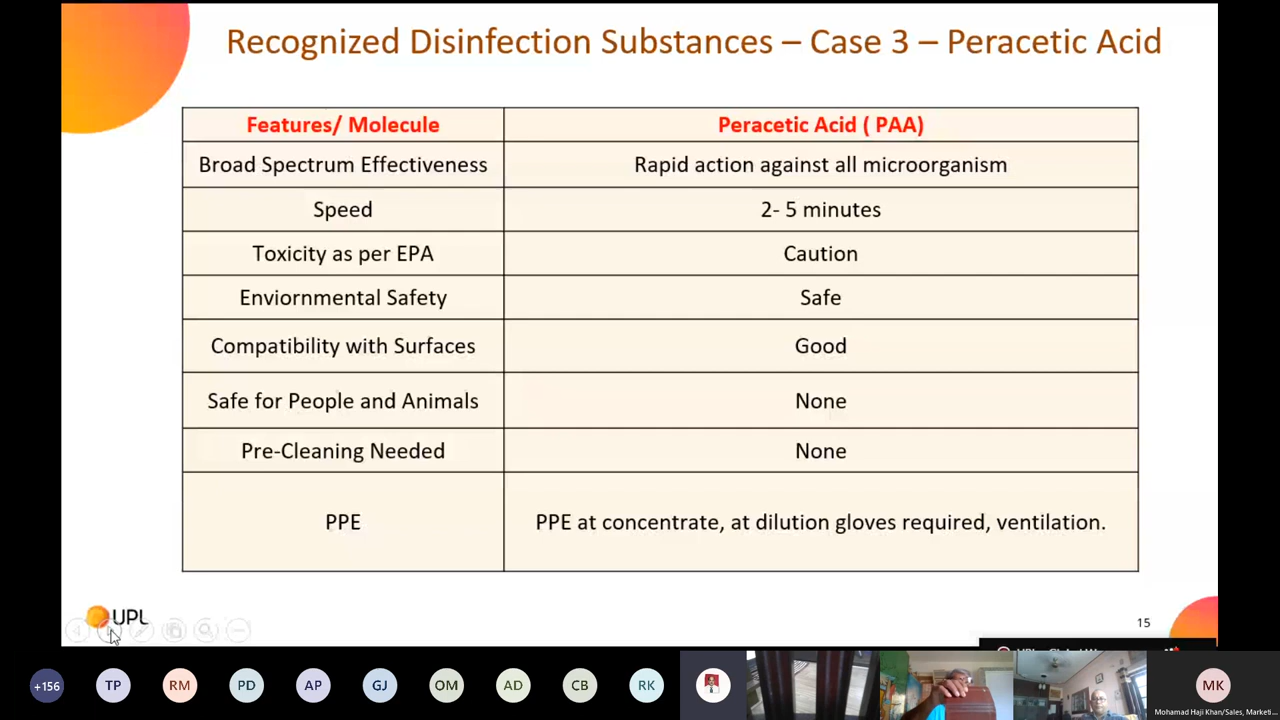 Recognized Disinfection Substances – Case 3 – Peracetic Acid
Features/ Molecule
Peracetic Acid ( PAA)
Broad Spectrum Effectiveness
Rapid action against all microorganism
Speed
2- 5 minutes
Toxicity as per EPA
Caution
Enviornmental Safety
Safe
Compatibility with Surfaces
Good
Safe for People and Animals
None
Pre-Cleaning Needed
None
PPE
PPE at concentrate, at dilution gloves required, ventilation.
UPL
15
+156
TP
RM
PD
AP
GJ
OM
AD
CB
RK
MK
Mohamad Haji Khan/Sales, Marketi...